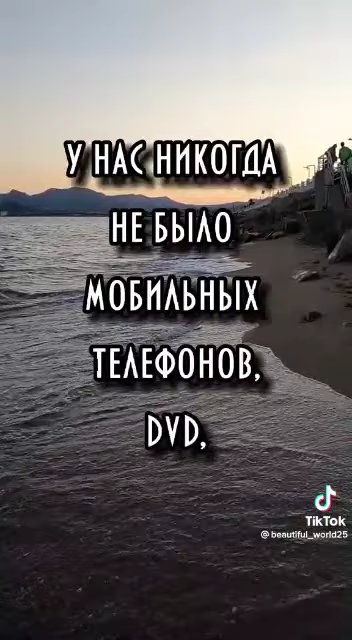 У НАС НИКОГДА
НЕ БЫЛО
МОБИЛЬНЫХ
ТЕЛЕФОНОВ,
DVD,
TikTok
@beautiful_world25